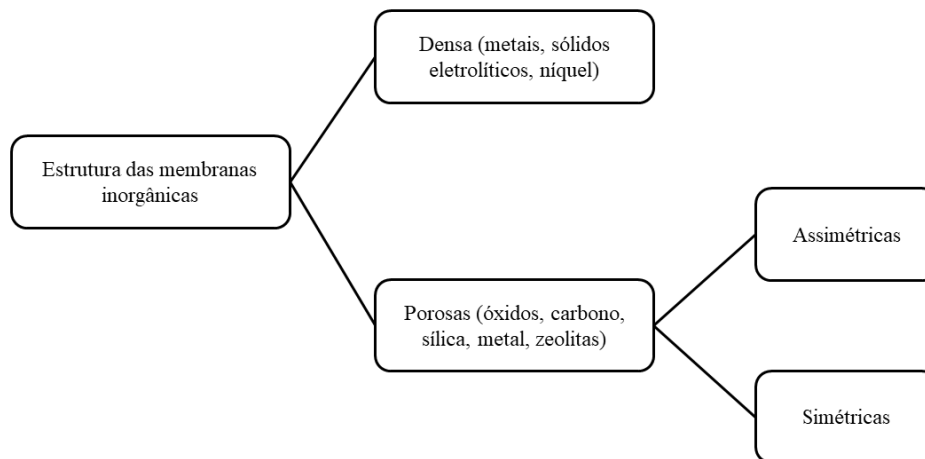 Densa (metais, sólidos
eletrolíticos, níquel)
Estrutura das membranas
inorgânicas
Assimétricas
Porosas (óxidos, carbono,
sílica, metal, zeolitas)
Simétricas